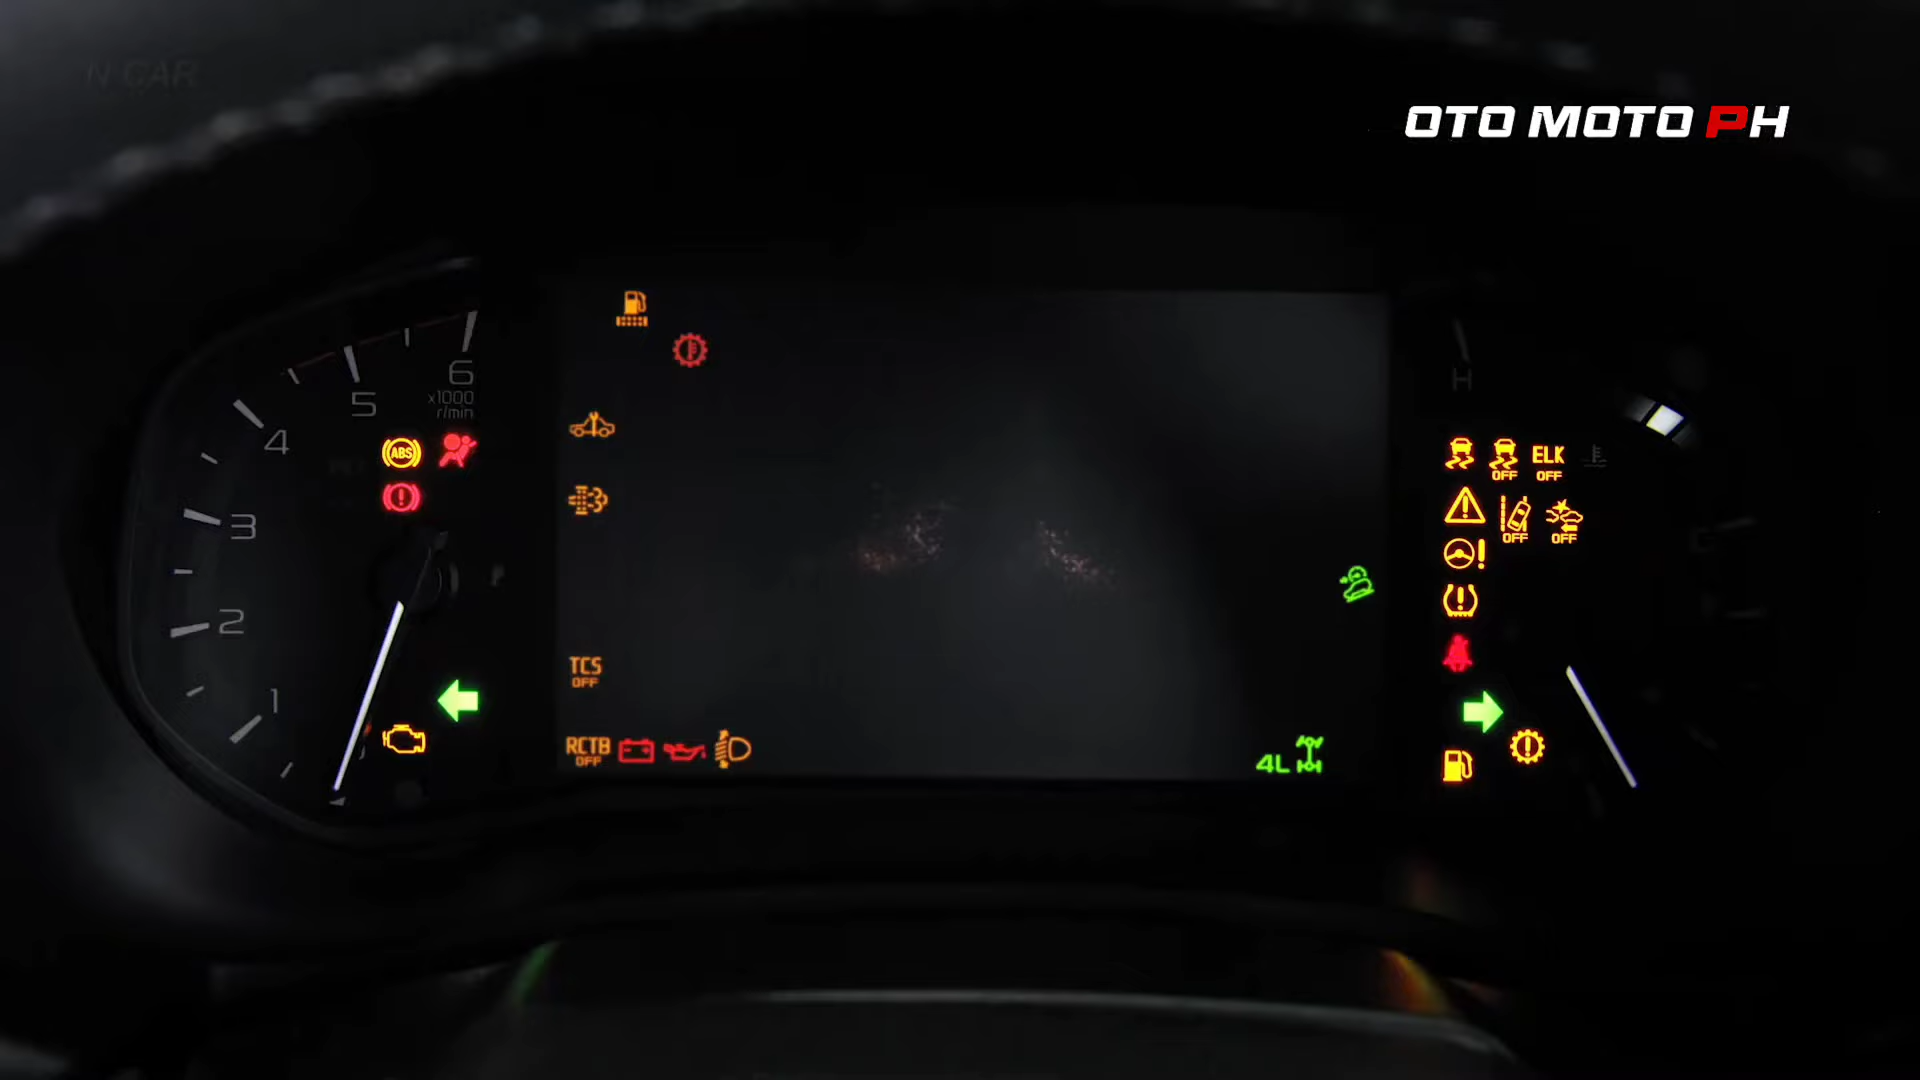 N CAR
OTO MOTO PH
6
5
x1000
r/min
4
3
2
1
ABS
TCS
OFF
RCTB
OFF
4L
H
OFF
ELK
OFF
OFF
OFF